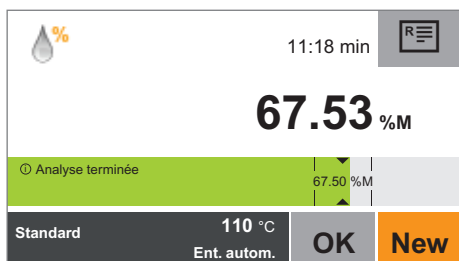 %
11:18 min
R
67.53 %M
ⓘ Analyse terminée
67.50 %M
Standard
110 °C
Ent. autom.
OK
New